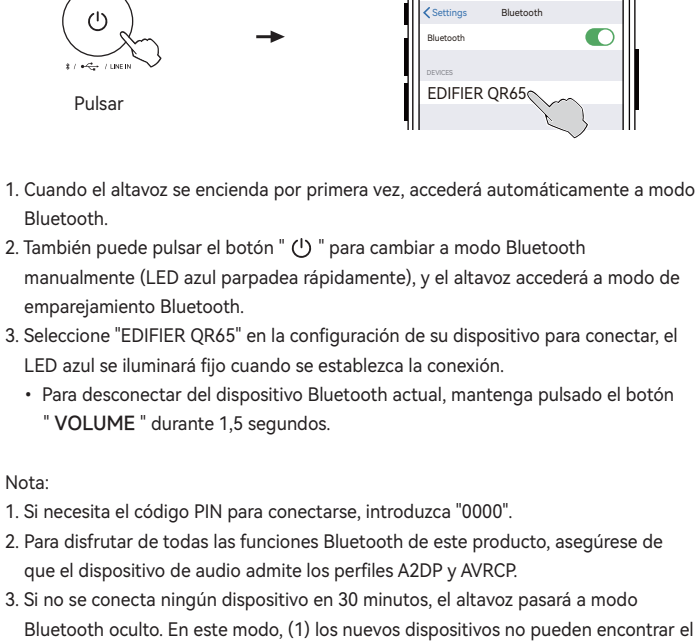 Settings Bluetooth
Bluetooth
/ LINE IN
DEVICES
EDIFIER QR65
Pulsar
1. Cuando el altavoz se encienda por primera vez, accederá automáticamente a modo
Bluetooth.
2. También puede pulsar el botón " " para cambiar a modo Bluetooth
manualmente (LED azul parpadea rápidamente), y el altavoz accederá a modo de
emparejamiento Bluetooth.
3. Seleccione "EDIFIER QR65" en la configuración de su dispositivo para conectar, el
LED azul se iluminará fijo cuando se establezca la conexión.
• Para desconectar del dispositivo Bluetooth actual, mantenga pulsado el botón
" VOLUME " durante 1,5 segundos.
Nota:
1. Si necesita el código PIN para conectarse, introduzca "0000".
2. Para disfrutar de todas las funciones Bluetooth de este producto, asegúrese de
que el dispositivo de audio admite los perfiles A2DP y AVRCP.
3. Si no se conecta ningún dispositivo en 30 minutos, el altavoz pasará a modo
Bluetooth oculto. En este modo, (1) los nuevos dispositivos no pueden encontrar el